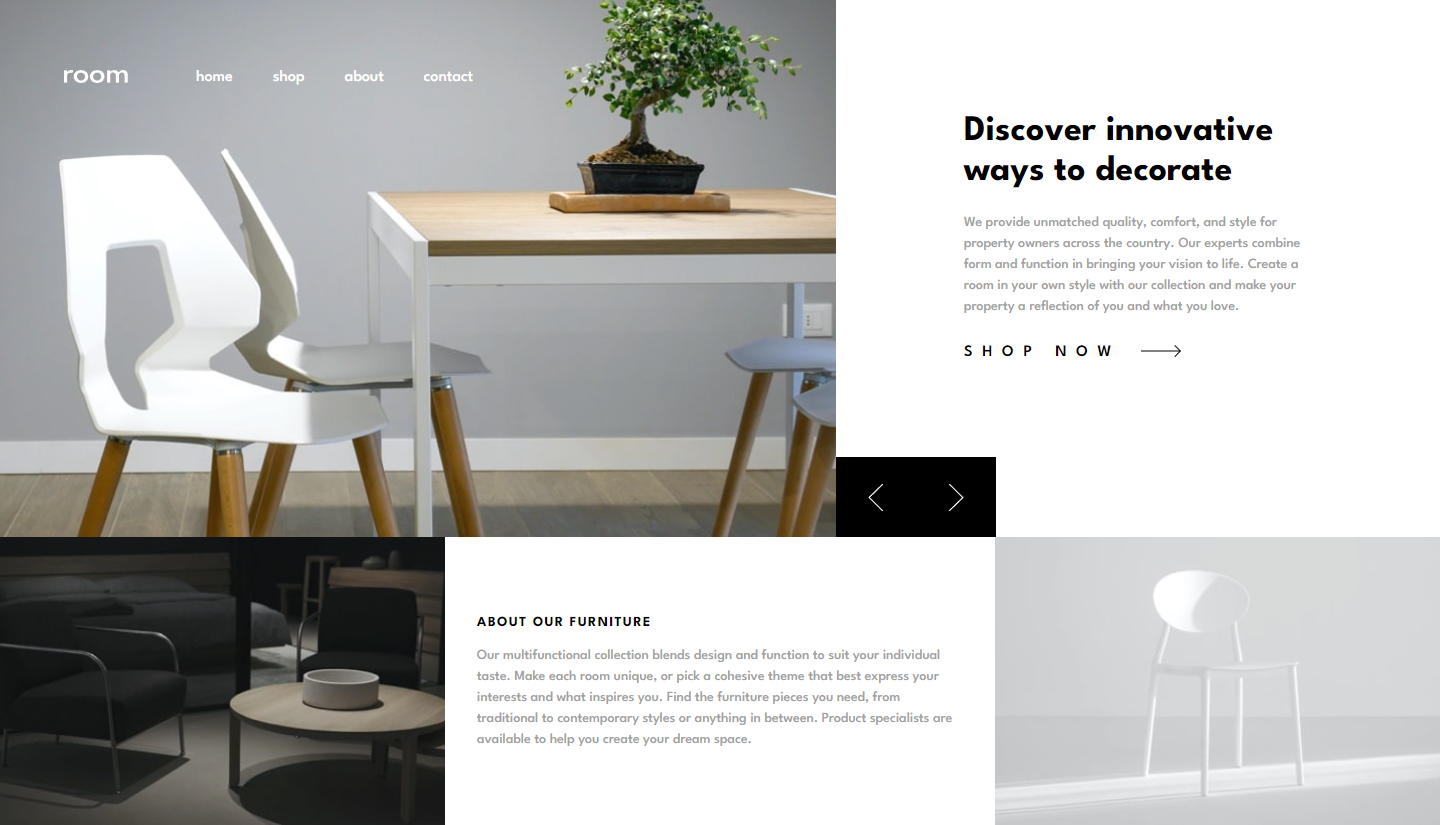 room
home shop about contact
Discover innovative
ways to decorate
We provide unmatched quality, comfort, and style for
property owners across the country. Our experts combine
form and function in bringing your vision to life. Create a
room in your own style with our collection and make your
property a reflection of you and what you love.
SHOP NOW
ABOUT OUR FURNITURE
Our multifunctional collection blends design and function to suit your individual
taste. Make each room unique, or pick a cohesive theme that best express your
interests and what inspires you. Find the furniture pieces you need, from
traditional to contemporary styles or anything in between. Product specialists are
available to help you create your dream space.